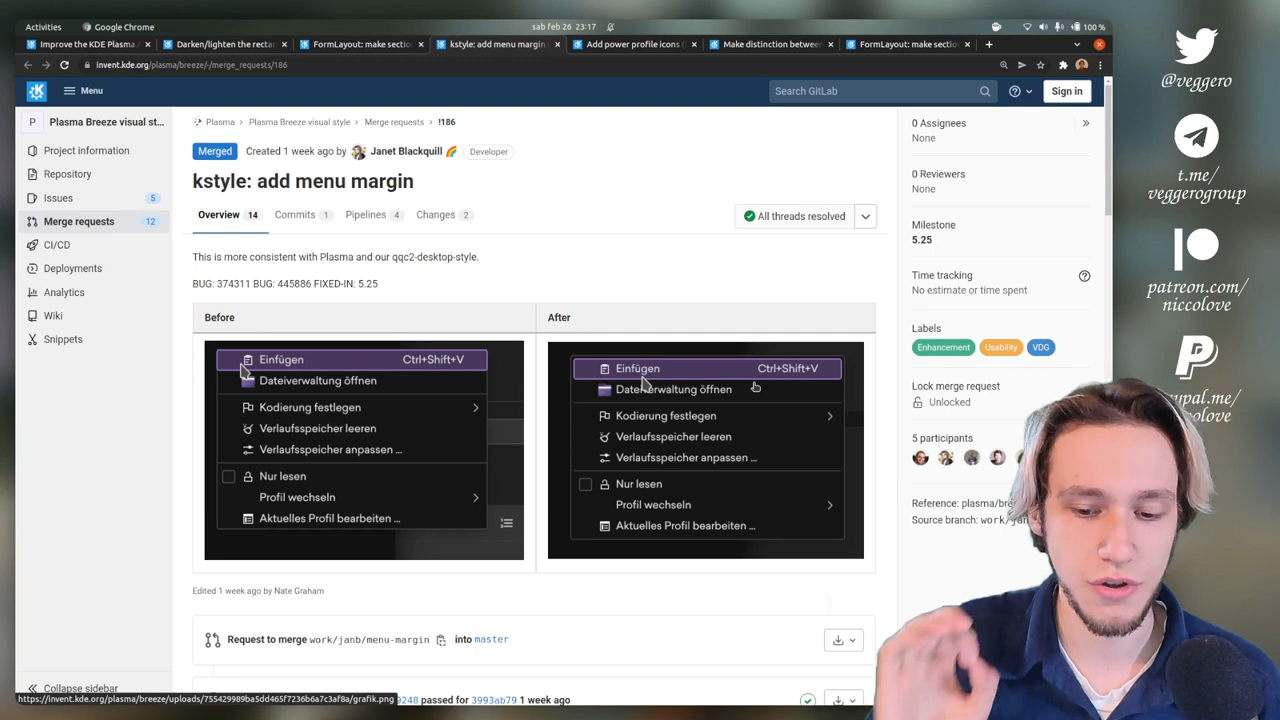 Activities
Google Chrome
sab feb 26 23:17
100 %
Improve the KDE Plasma
Darken/lighten the recta
FormLayout: make sectio
kstyle: add menu margin
Add power profile icons (
Make distinction between
FormLayout: make sectio
invent.kde.org/plasma/breeze/-/merge_requests/186
Menu
Search GitLab
Sign in
P
Plasma Breeze visual st...
Project information
Repository
Issues
5
Merge requests
12
CI/CD
Deployments
Analytics
Wiki
Snippets
Collapse sidebar
Plasma
Plasma Breeze visual style
Merge requests
!186
Merged
Created 1 week ago by
Janet Blackquill
Developer
kstyle: add menu margin
Overview 14
Commits 1
Pipelines 4
Changes 2
All threads resolved
This is more consistent with Plasma and our qqc2-desktop-style.
BUG: 374311 BUG: 445886 FIXED-IN: 5.25
Before
After
Einfügen Ctrl+Shift+V
Dateiverwaltung öffnen
Kodierung festlegen
Verlaufsspeicher leeren
Verlaufsspeicher anpassen ...
Nur lesen
Profil wechseln
Aktuelles Profil bearbeiten ...
Einfügen Ctrl+Shift+V
Dateiverwaltung öffnen
Kodierung festlegen
Verlaufsspeicher leeren
Verlaufsspeicher anpassen ...
Nur lesen
Profil wechseln
Aktuelles Profil bearbeiten ...
Edited 1 week ago by Nate Graham
Request to merge work/janb/menu-margin into master
9248 passed for 3993ab79 1 week ago
https://invent.kde.org/plasma/breeze/uploads/755429989ba5dd465f7236b6a7c3af8a/grafik.png
0 Assignees
None
0 Reviewers
None
Milestone
5.25
Time tracking
No estimate or time spent
Labels
Enhancement
Usability
VDG
Lock merge request
Unlocked
5 participants
Reference: plasma/bree
Source branch: work/jan
@veggero
t.me/
veggerogroup
patreon.com/
niccolove